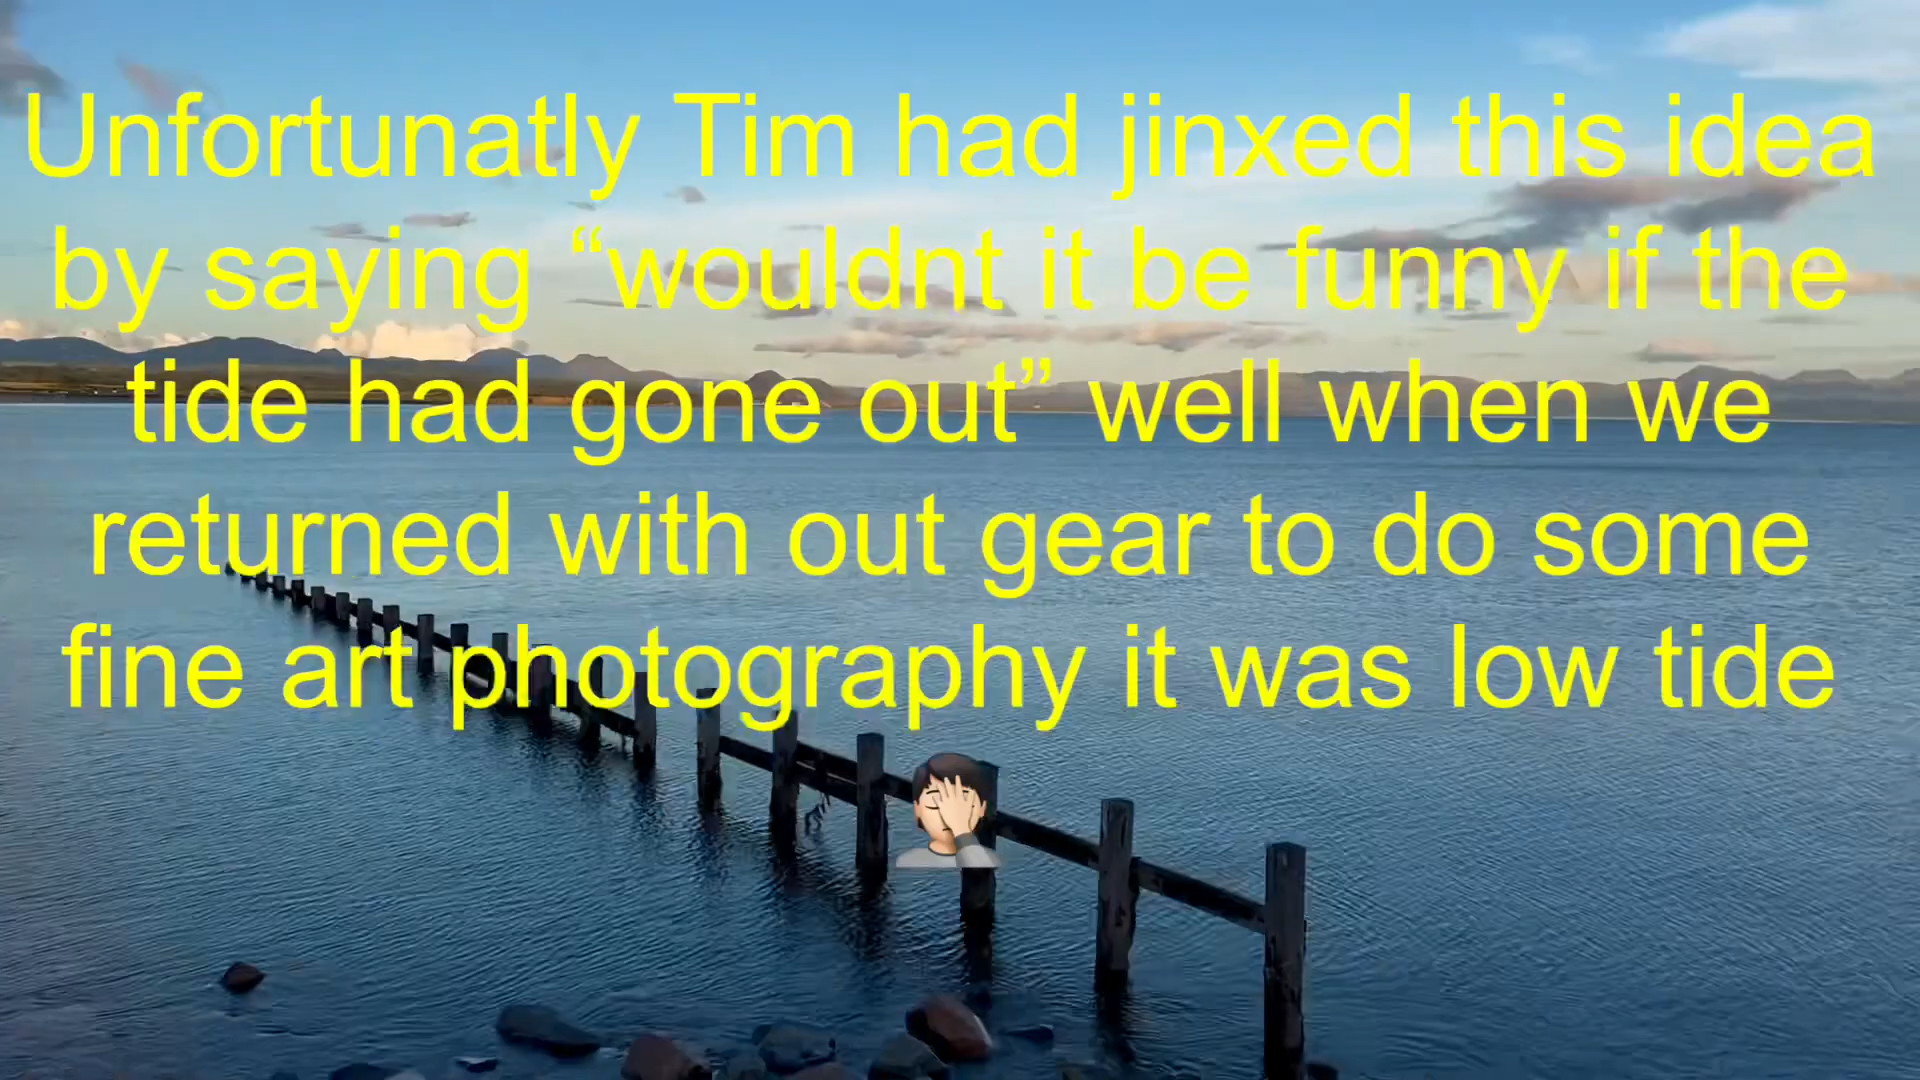 Unfortunatly Tim had jinxed this idea
by saying “wouldnt it be funny if the
tide had gone out” well when we
returned with out gear to do some
fine art photography it was low tide